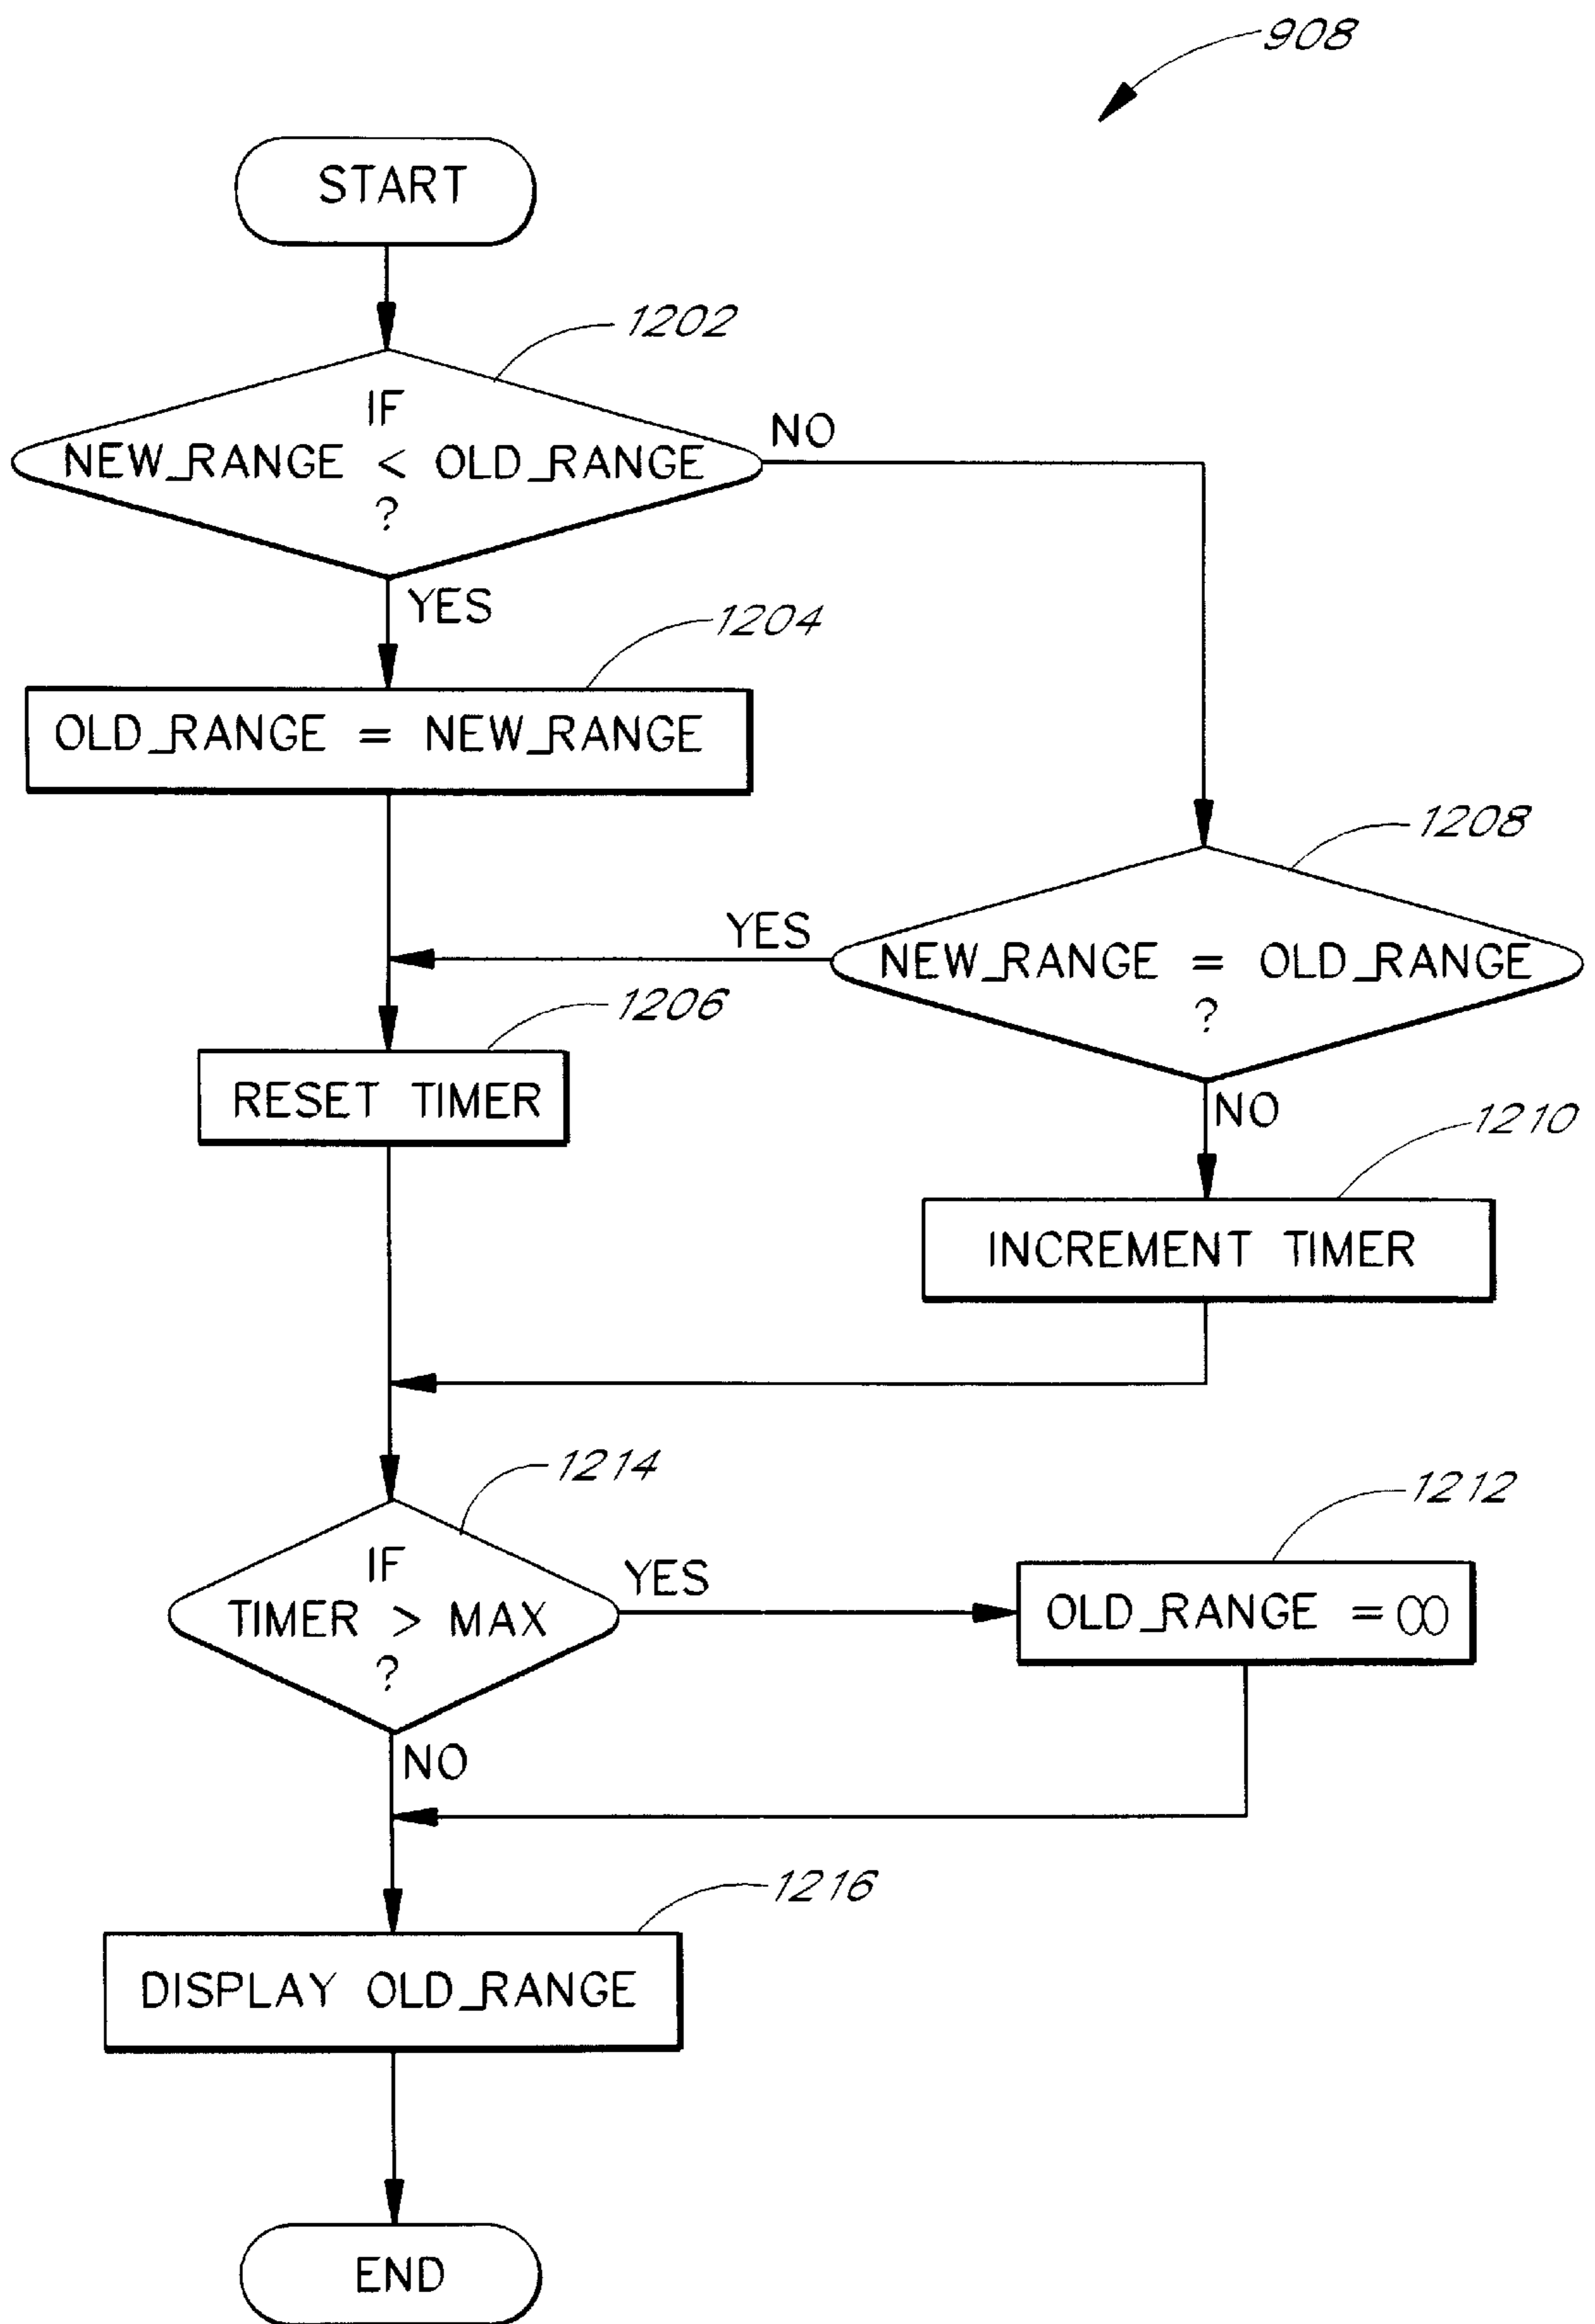 908
START
1202
IF
NEW_RANGE < OLD_RANGE
?
NO
YES
1204
OLD_RANGE = NEW_RANGE
1208
YES
NEW_RANGE = OLD_RANGE
?
1206
RESET TIMER
NO
1210
INCREMENT TIMER
1214
IF
TIMER > MAX
?
YES
1212
OLD_RANGE = ∞
NO
1216
DISPLAY OLD_RANGE
END